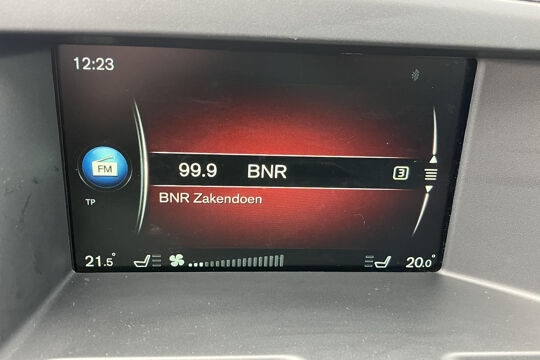 12:23
FM
99.9 BNR 3
TP
BNR Zakendoen
21.5° 20.0°